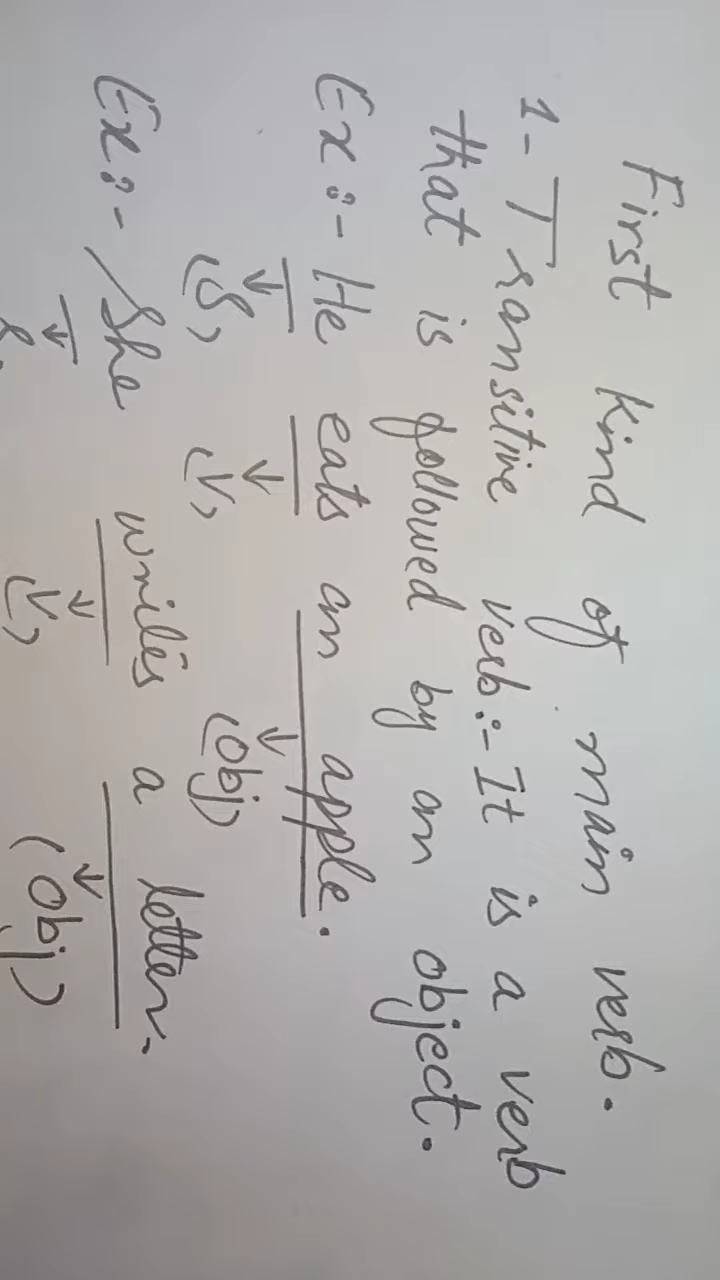 First kind of main verb.
1- Transitive verb:- It is a verb
that is followed by an object.
Ex:- He eats an apple.
(S) (V) (Obj)
Ex:- She writes a letter.
S. (V) (Obj)